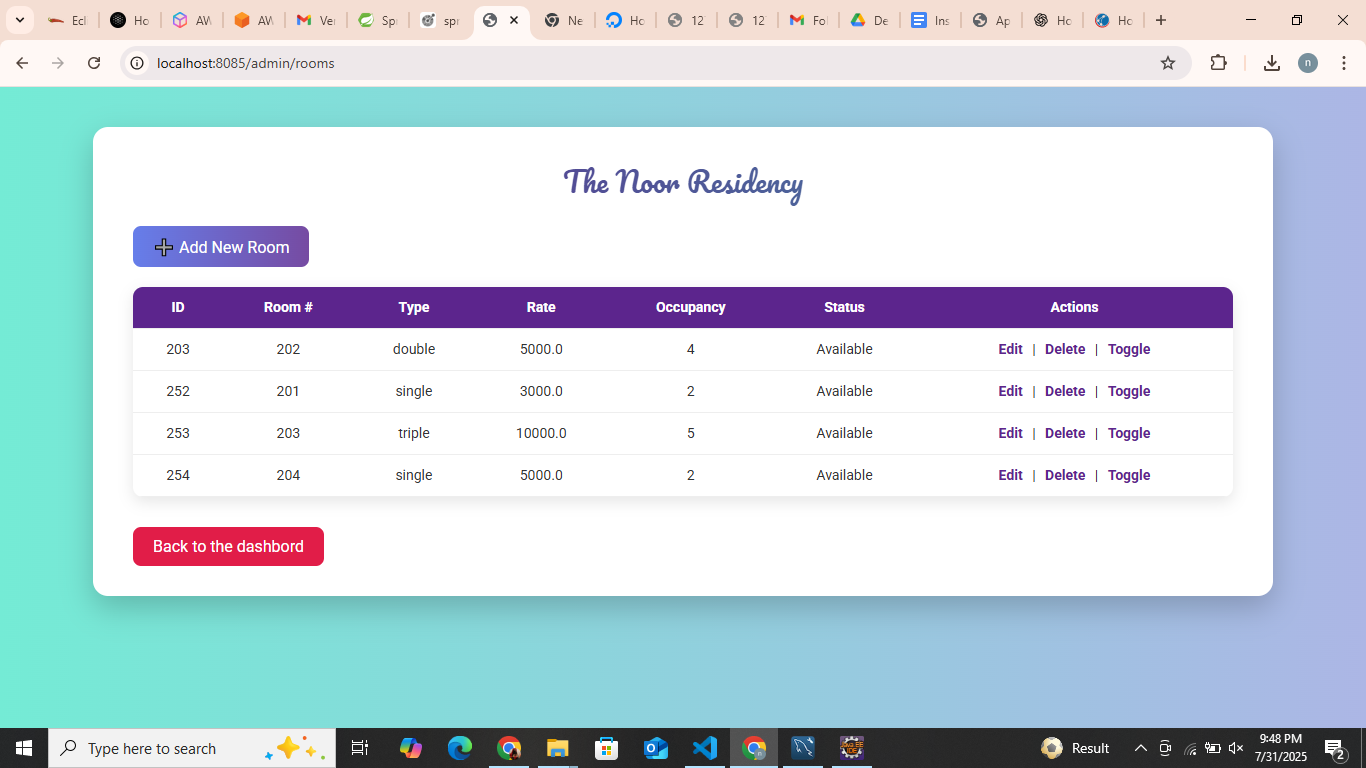 Ecl
Ho
AW
AW
Ver
Spr
spr
Ne
Ho
12
12
Fol
De
Ins
Ap
Ho
Ho
localhost:8085/admin/rooms
n
The Noor Residency
Add New Room
ID Room # Type Rate Occupancy Status Actions
203 202 double 5000.0 4 Available Edit | Delete | Toggle
252 201 single 3000.0 2 Available Edit | Delete | Toggle
253 203 triple 10000.0 5 Available Edit | Delete | Toggle
254 204 single 5000.0 2 Available Edit | Delete | Toggle
Back to the dashbord
Type here to search
Result
9:48 PM
7/31/2025
2